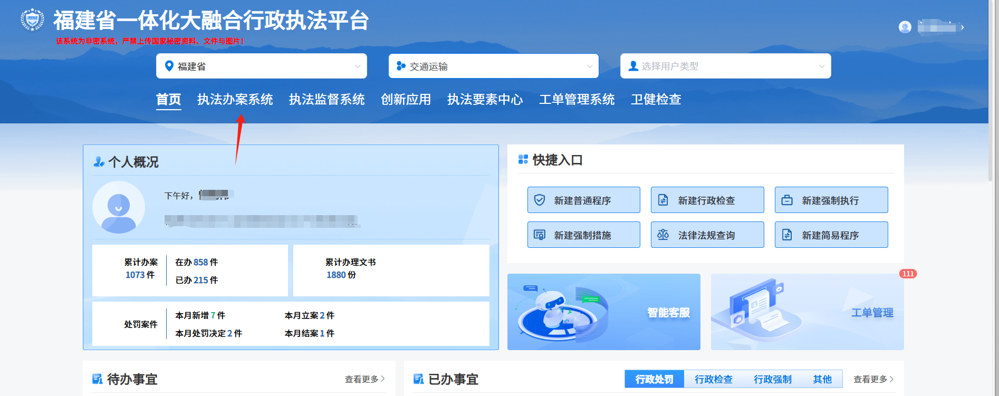 福建省一体化大融合行政执法平台
该系统为非密系统，严禁上传国家秘密资料、文件与图片！
福建省
交通运输
选择用户类型
首页 执法办案系统 执法监督系统 创新应用 执法要素中心 工单管理系统 卫健检查
个人概况
下午好，
累计办案
1073 件
在办 858 件
已办 215 件
累计办理文书
1880 份
处罚案件
本月新增 7 件 本月立案 2 件
本月处罚决定 2 件 本月结案 1 件
快捷入口
新建普通程序 新建行政检查 新建强制执行
新建强制措施 法律法规查询 新建简易程序
智能客服
工单管理
111
待办事宜 查看更多
已办事宜 行政处罚 行政检查 行政强制 其他 查看更多